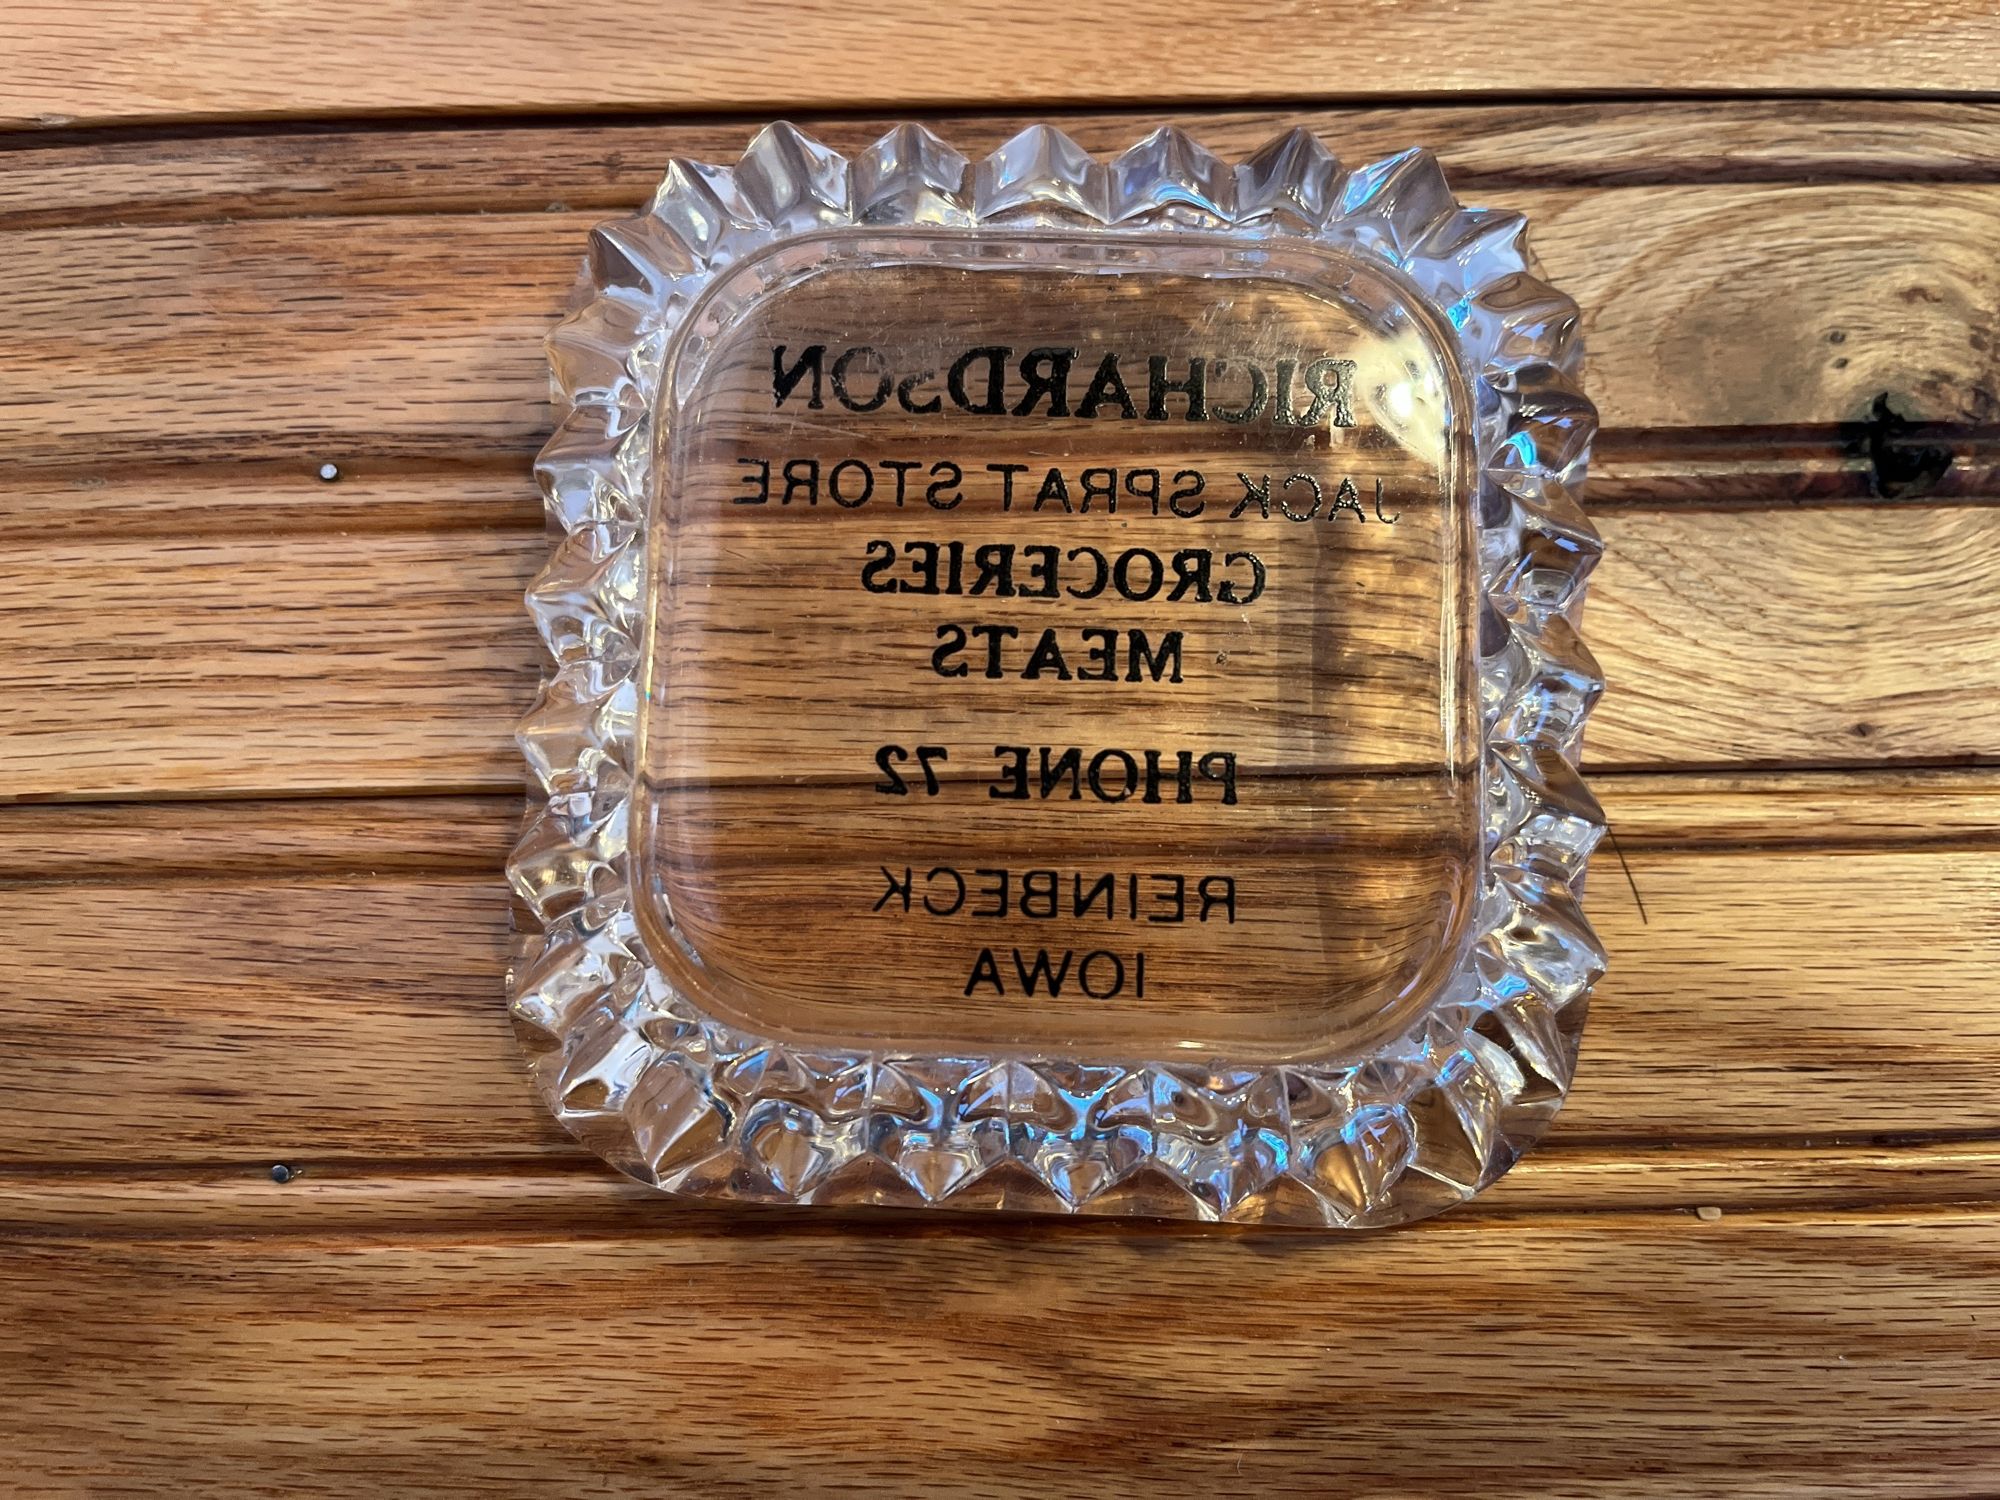 RICHARDSON
JACK SPRAT STORE
GROCERIES
MEATS
PHONE 72
REINBECK
IOWA